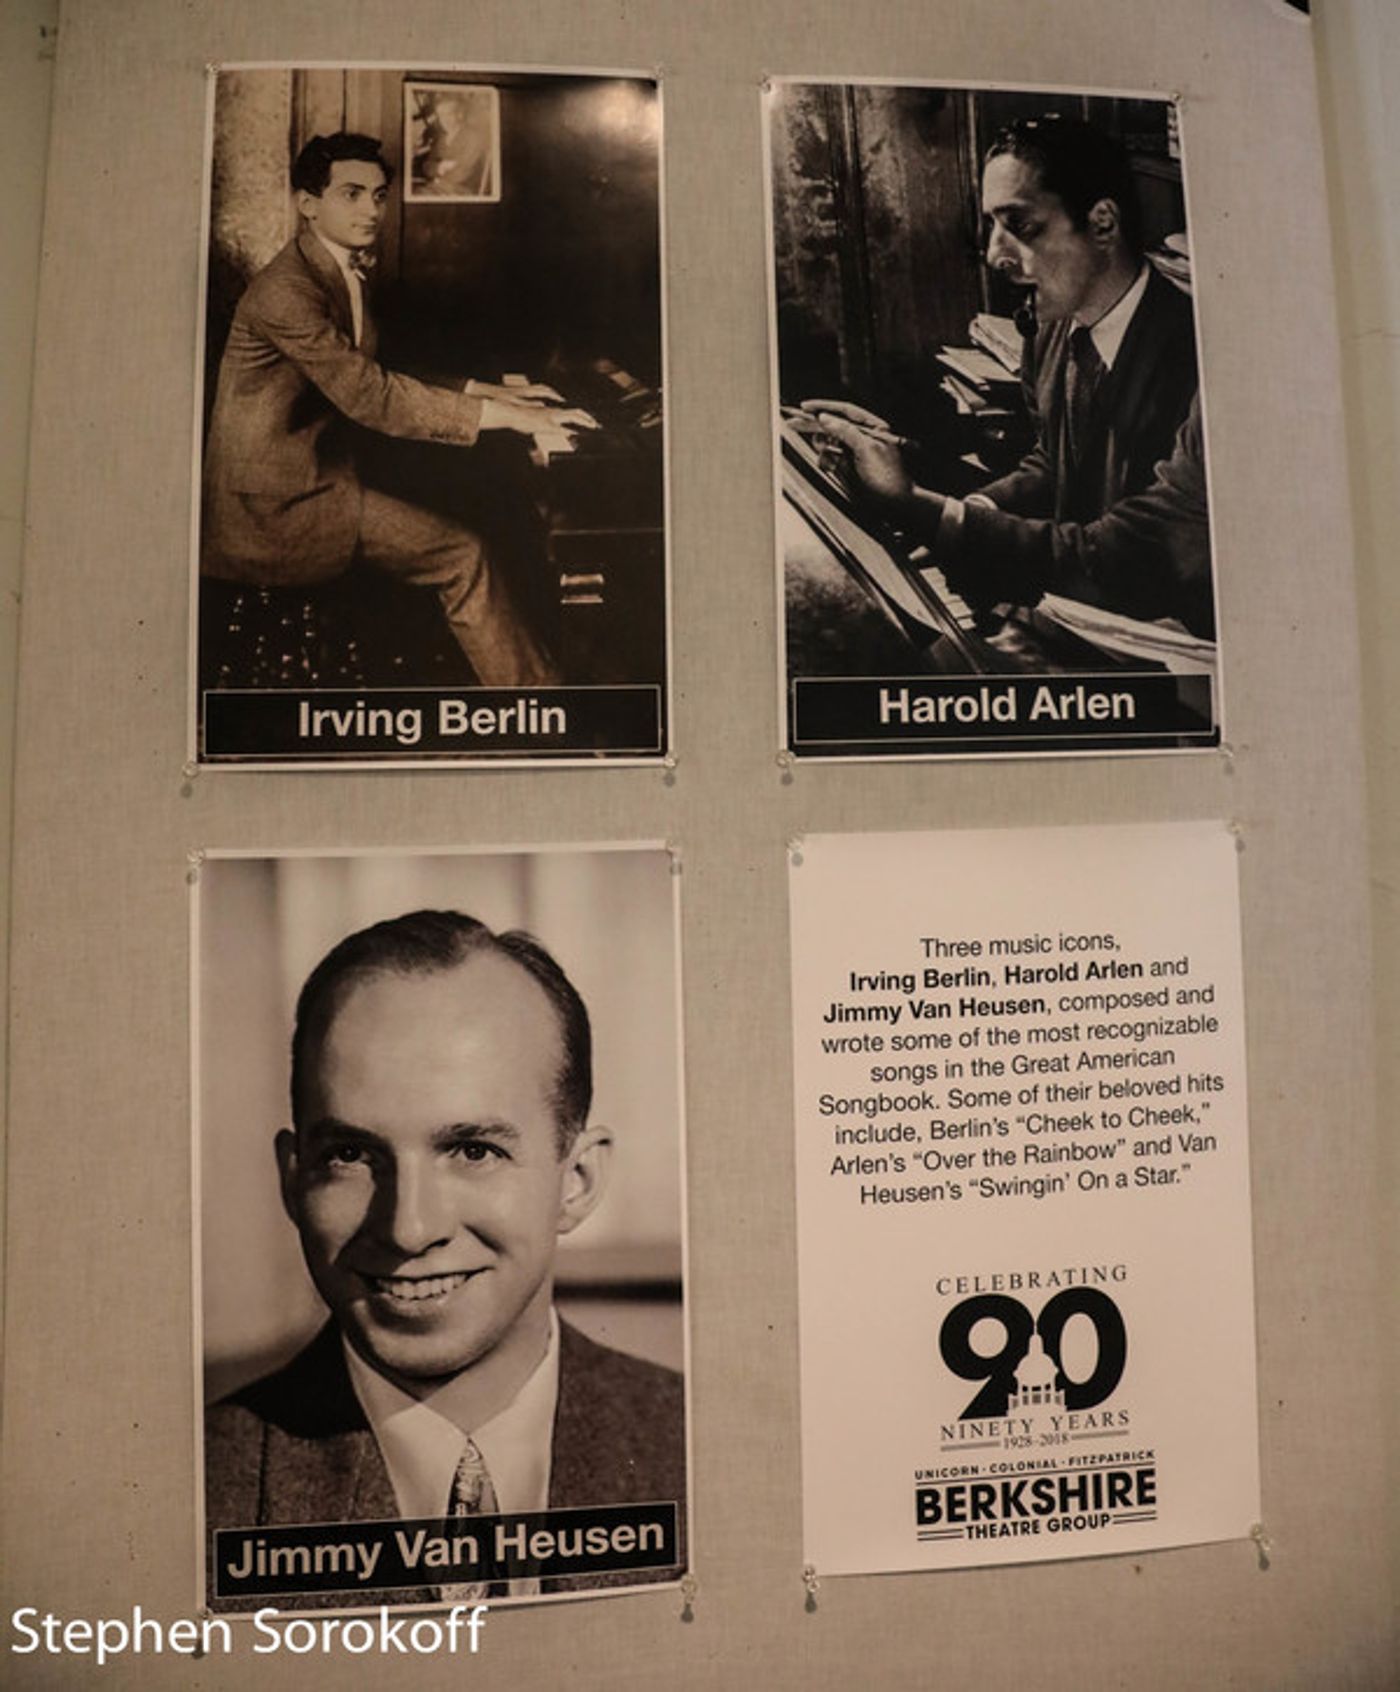 Irving Berlin
Harold Arlen
Jimmy Van Heusen
Three music icons,
Irving Berlin, Harold Arlen and
Jimmy Van Heusen, composed and
wrote some of the most recognizable
songs in the Great American
Songbook. Some of their beloved hits
include, Berlin's “Cheek to Cheek,”
Arlen's “Over the Rainbow” and Van
Heusen's “Swingin' On a Star.”
CELEBRATING
90
NINETY YEARS
1928-2018
UNICORN · COLONIAL · FITZPATRICK
BERKSHIRE
THEATRE GROUP
Stephen Sorokoff